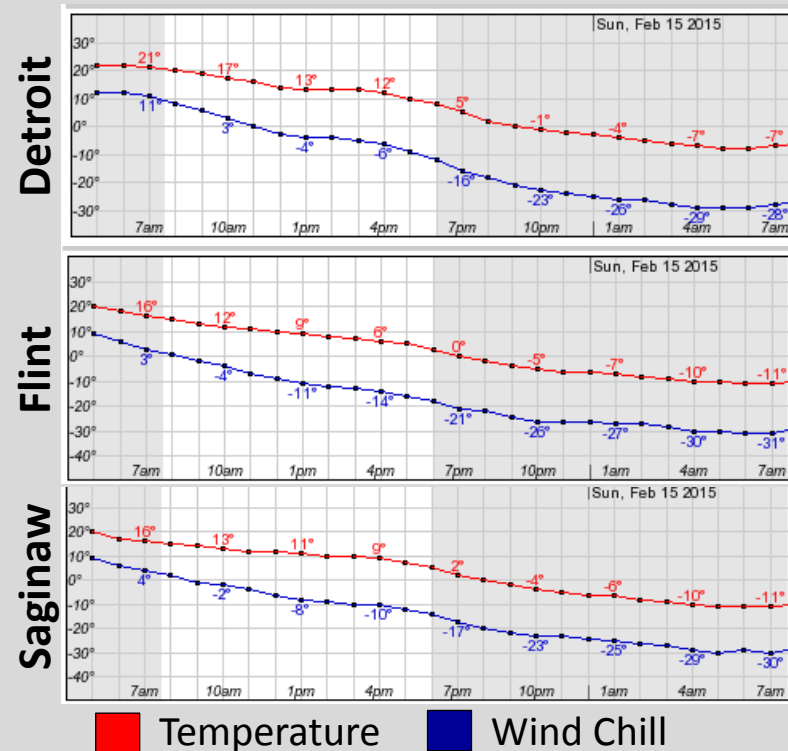 Detroit
Sun, Feb 15 2015
30°
20°
10°
0°
-10°
-20°
-30°
21° 17° 13° 12° 5° -1° -4° -7° -7°
11° 3° -4° -6° -16° -23° -26° -29° -28°
7am 10am 1pm 4pm 7pm 10pm 1am 4am 7am
Flint
Sun, Feb 15 2015
30°
20°
10°
0°
-10°
-20°
-30°
-40°
16° 12° 9° 6° 0° -5° -7° -10° -11°
3° -4° -11° -14° -21° -26° -27° -30° -31°
7am 10am 1pm 4pm 7pm 10pm 1am 4am 7am
Saginaw
Sun, Feb 15 2015
30°
20°
10°
0°
-10°
-20°
-30°
-40°
16° 13° 11° 9° 2° -4° -6° -10° -11°
4° -2° -8° -10° -17° -23° -25° -29° -30°
7am 10am 1pm 4pm 7pm 10pm 1am 4am 7am
Temperature Wind Chill